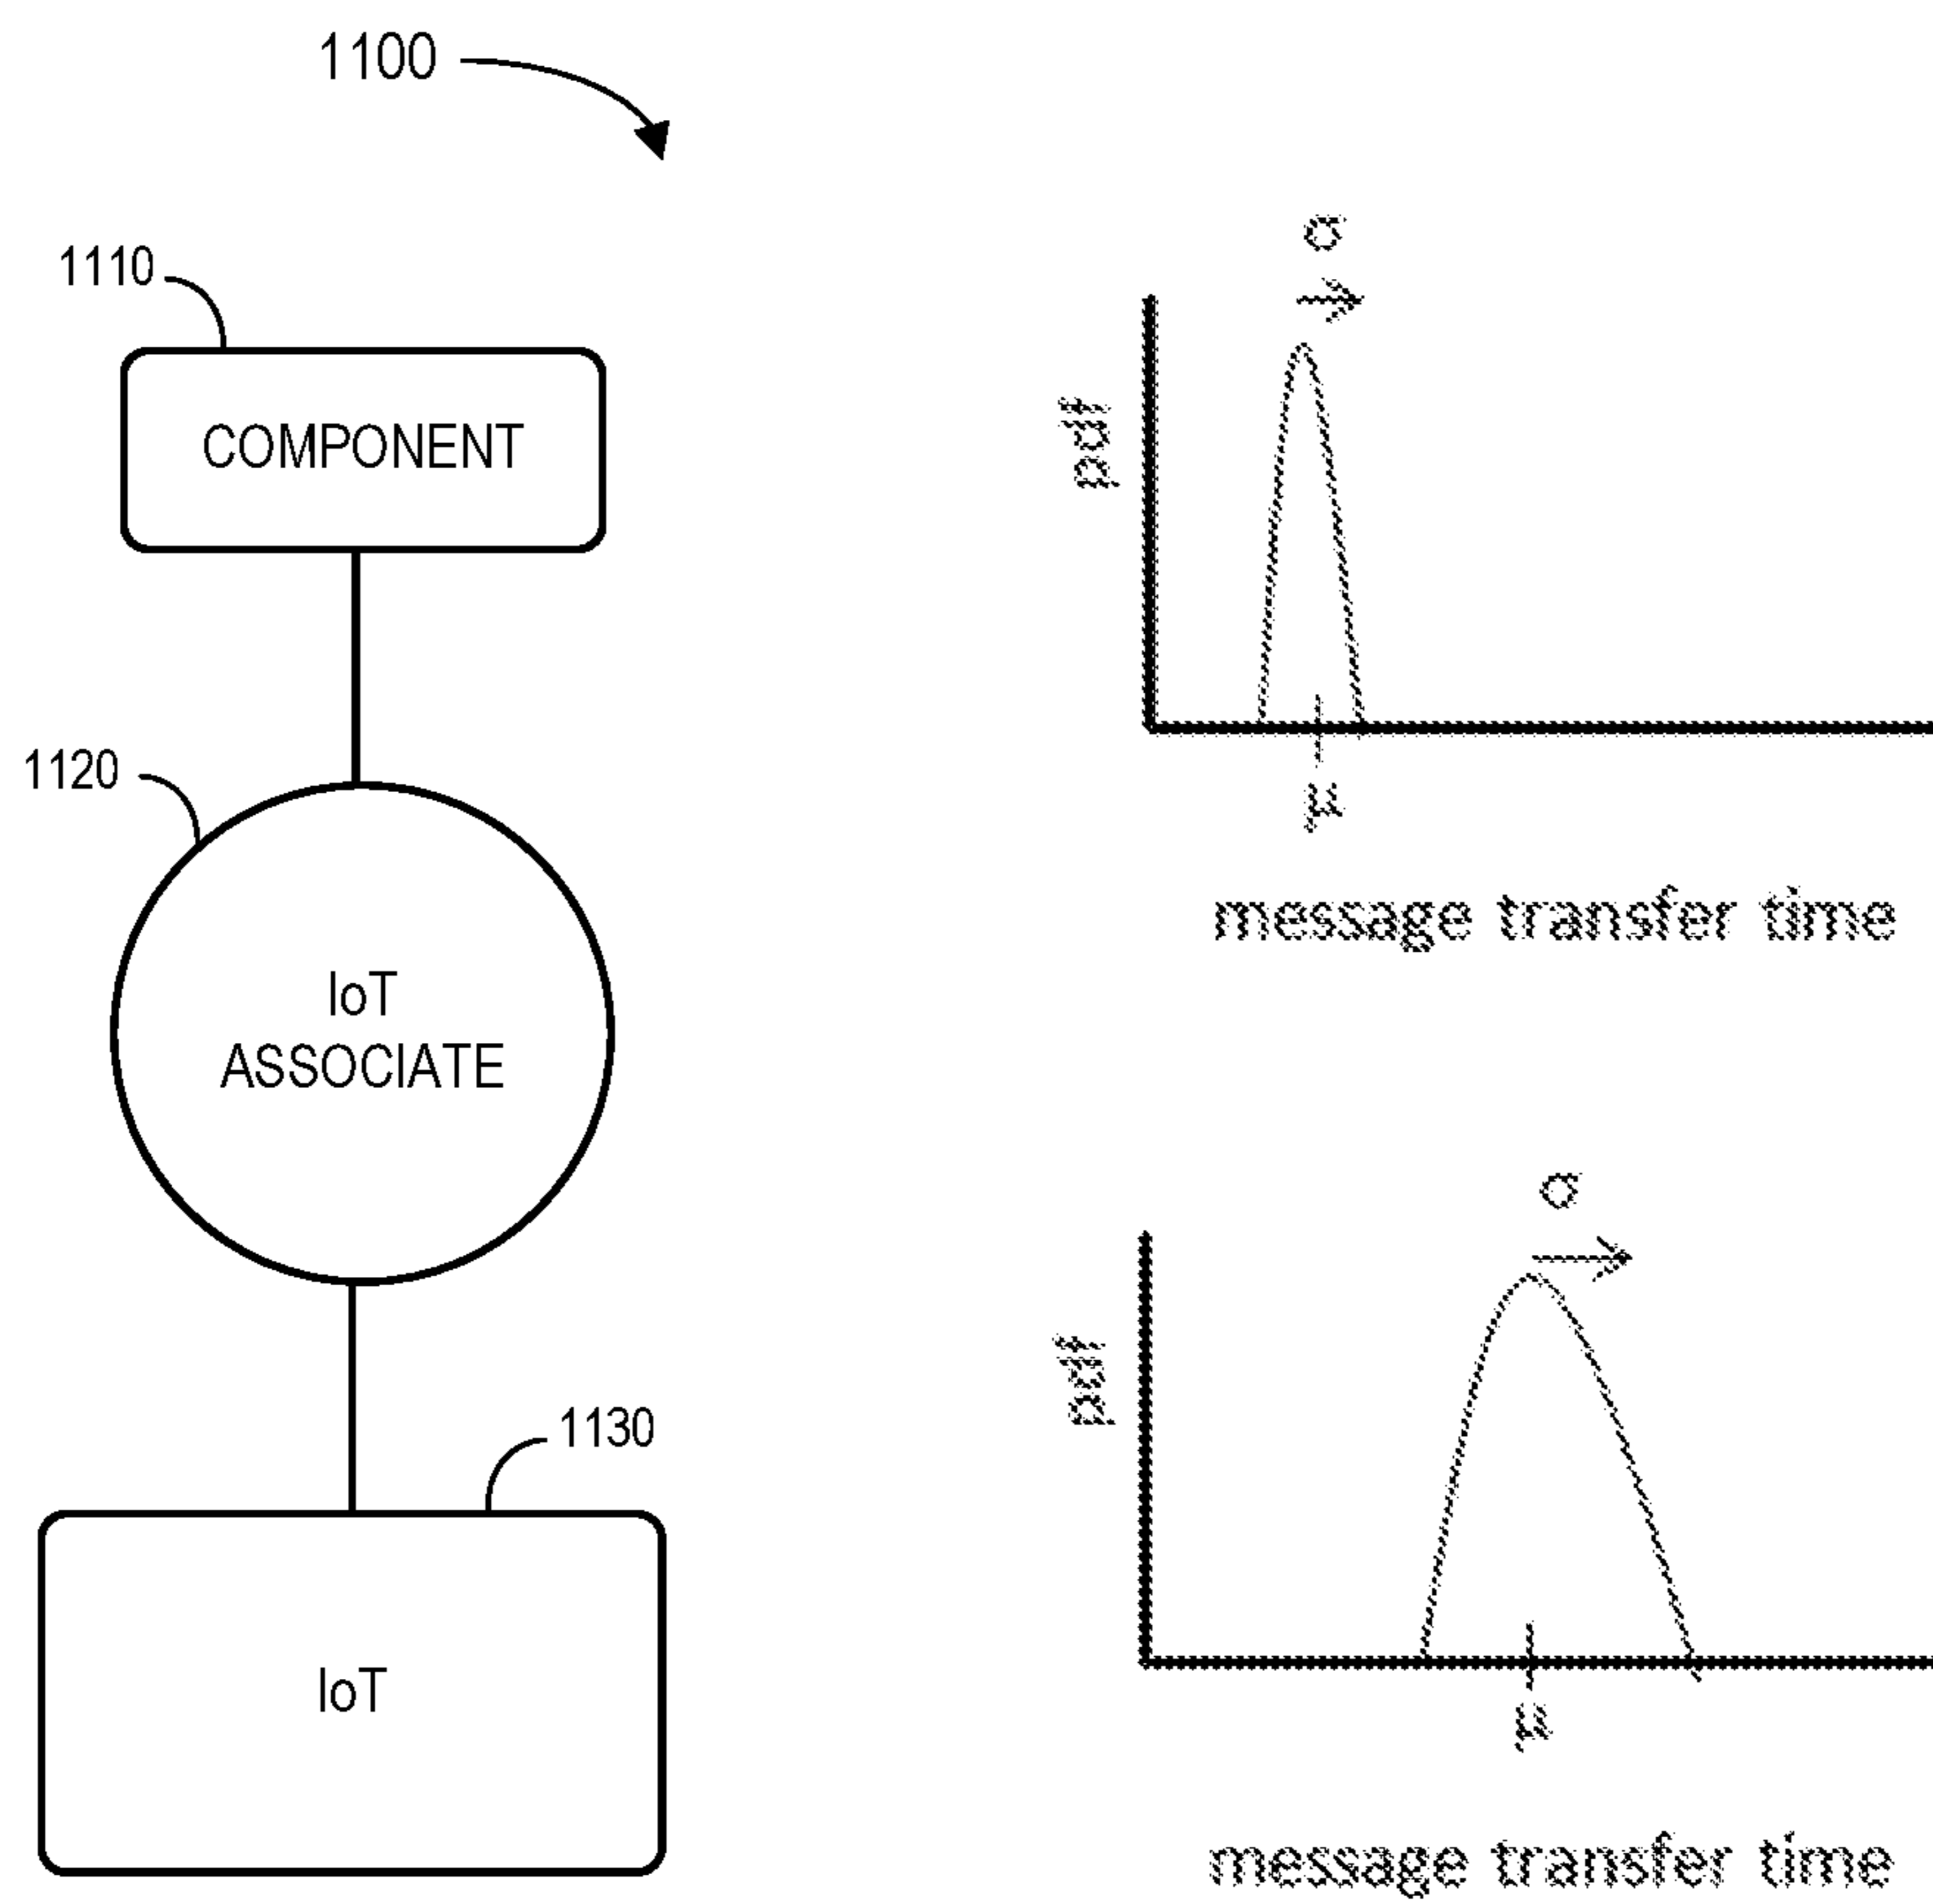 1100
1110
COMPONENT
1120
IoT
ASSOCIATE
1130
IoT
σ
pdf
μ
message transfer time
σ
pdf
μ
message transfer time